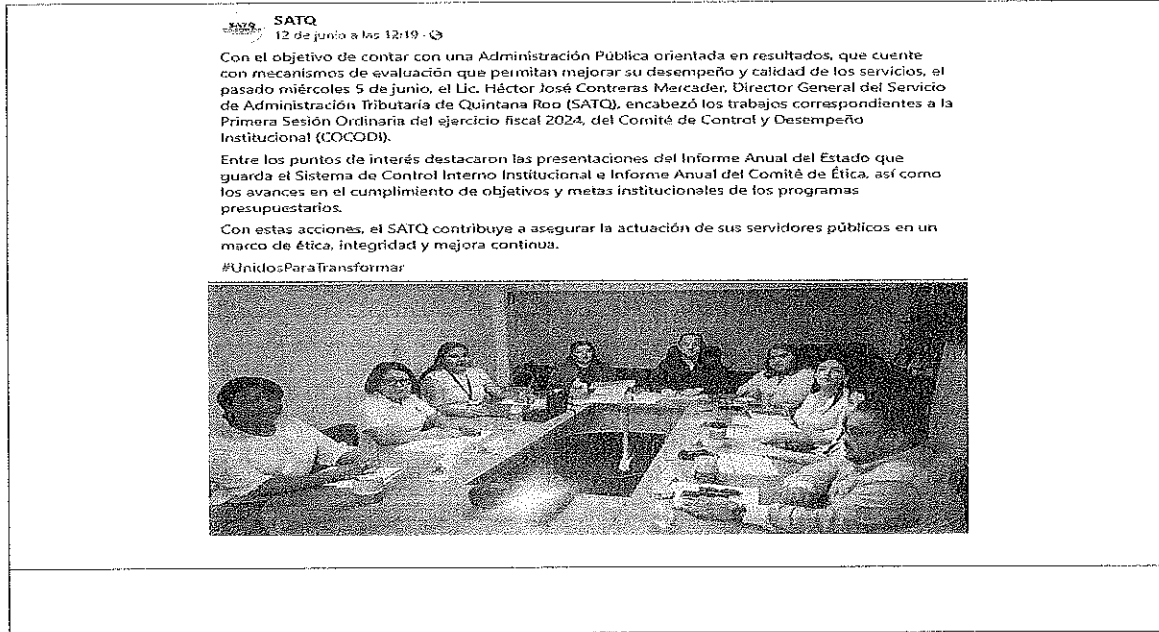 SATQ
12 de junio a las 12:19 ·
Con el objetivo de contar con una Administración Pública orientada en resultados, que cuente
con mecanismos de evaluación que permitan mejorar su desempeño y calidad de los servicios, el
pasado miércoles 5 de junio, el Lic. Héctor José Contreras Mercader, Director General del Servicio
de Administración Tributaria de Quintana Roo (SATQ), encabezó los trabajos correspondientes a la
Primera Sesión Ordinaria del ejercicio fiscal 2024, del Comité de Control y Desempeño
Institucional (COCODI).
Entre los puntos de interés destacaron las presentaciones del Informe Anual del Estado que
guarda el Sistema de Control Interno Institucional e Informe Anual del Comité de Ética, así como
los avances en el cumplimiento de objetivos y metas institucionales de los programas
presupuestarios.
Con estas acciones, el SATQ contribuye a asegurar la actuación de sus servidores públicos en un
marco de ética, integridad y mejora continua.
#UnidosParaTransformar